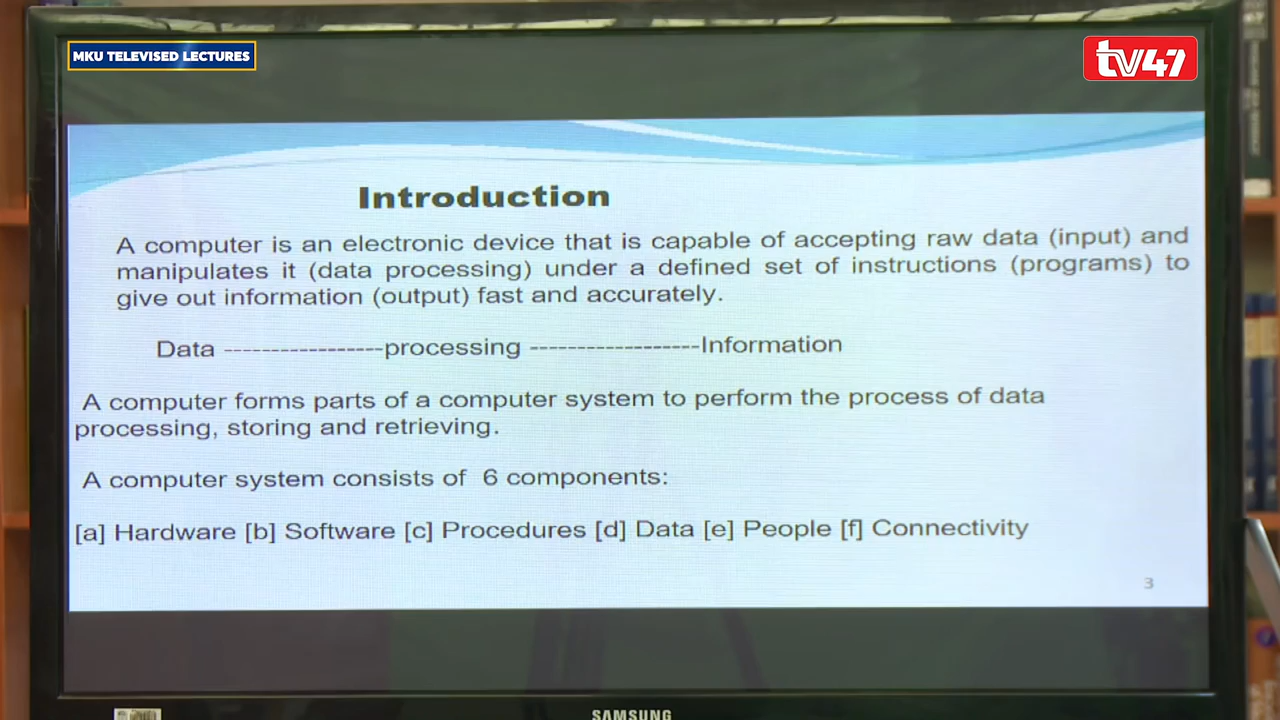 MKU TELEVISED LECTURES
tv47
Introduction
A computer is an electronic device that is capable of accepting raw data (input) and
manipulates it (data processing) under a defined set of instructions (programs) to
give out information (output) fast and accurately.
Data -----------------processing ------------------Information
A computer forms parts of a computer system to perform the process of data
processing, storing and retrieving.
A computer system consists of 6 components:
[a] Hardware [b] Software [c] Procedures [d] Data [e] People [f] Connectivity
3
SAMSUNG